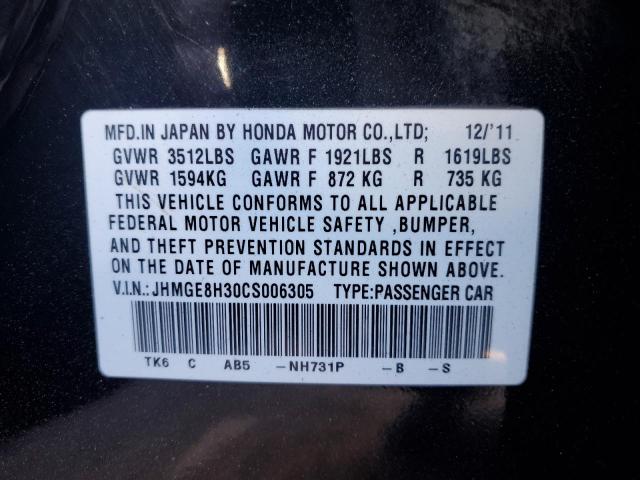 MFD.IN JAPAN BY HONDA MOTOR CO.,LTD; 12/'11
GVWR 3512LBS GAWR F 1921LBS R 1619LBS
GVWR 1594KG GAWR F 872 KG R 735 KG
THIS VEHICLE CONFORMS TO ALL APPLICABLE
FEDERAL MOTOR VEHICLE SAFETY ,BUMPER,
AND THEFT PREVENTION STANDARDS IN EFFECT
ON THE DATE OF MANUFACTURE SHOWN ABOVE.
V.I.N.:JHMGE8H30CS006305 TYPE:PASSENGER CAR
TK6 C AB5 -NH731P -B -S